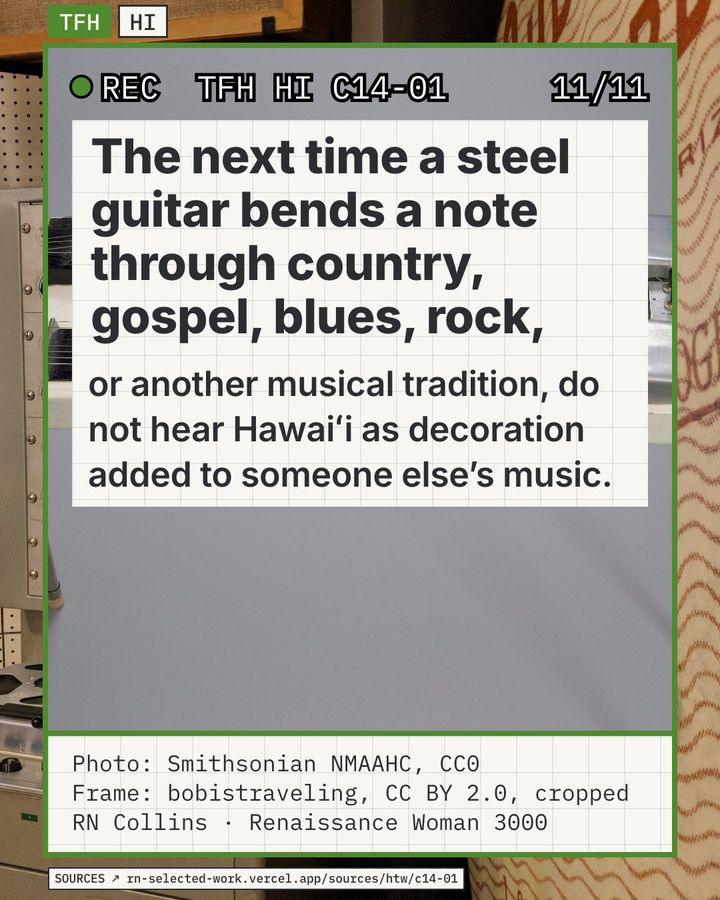 TFH HI
REC TFH HI C14-01 11/11
The next time a steel
guitar bends a note
through country,
gospel, blues, rock,
or another musical tradition, do
not hear Hawaiʻi as decoration
added to someone else’s music.
Photo: Smithsonian NMAAHC, CC0
Frame: bobistraveling, CC BY 2.0, cropped
RN Collins · Renaissance Woman 3000
SOURCES ↗ rn-selected-work.vercel.app/sources/htw/c14-01